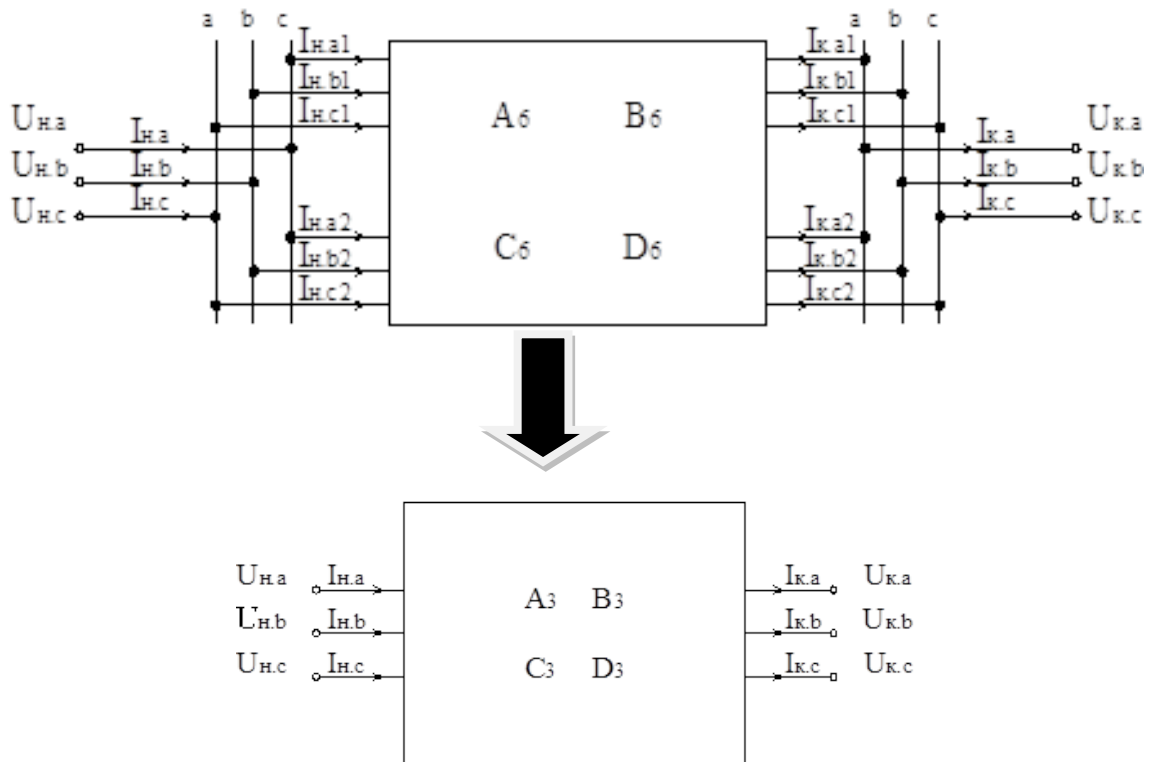 a b c a b c
Iн.a1 Iк.a1
Iн.b1 Iк.b1
Iн.c1 A6 B6 Iк.c1
Uн.a Iн.a Iк.a Uк.a
Uн.b Iн.b Iк.b Uк.b
Uн.c Iн.c Iк.c Uк.c
Iн.a2 Iк.a2
C6 D6
Iн.b2 Iк.b2
Iн.c2 Iк.c2
Uн.a Iн.a Iк.a Uк.a
A3 B3
Uн.b Iн.b Iк.b Uк.b
Uн.c Iн.c C3 D3 Iк.c Uк.c